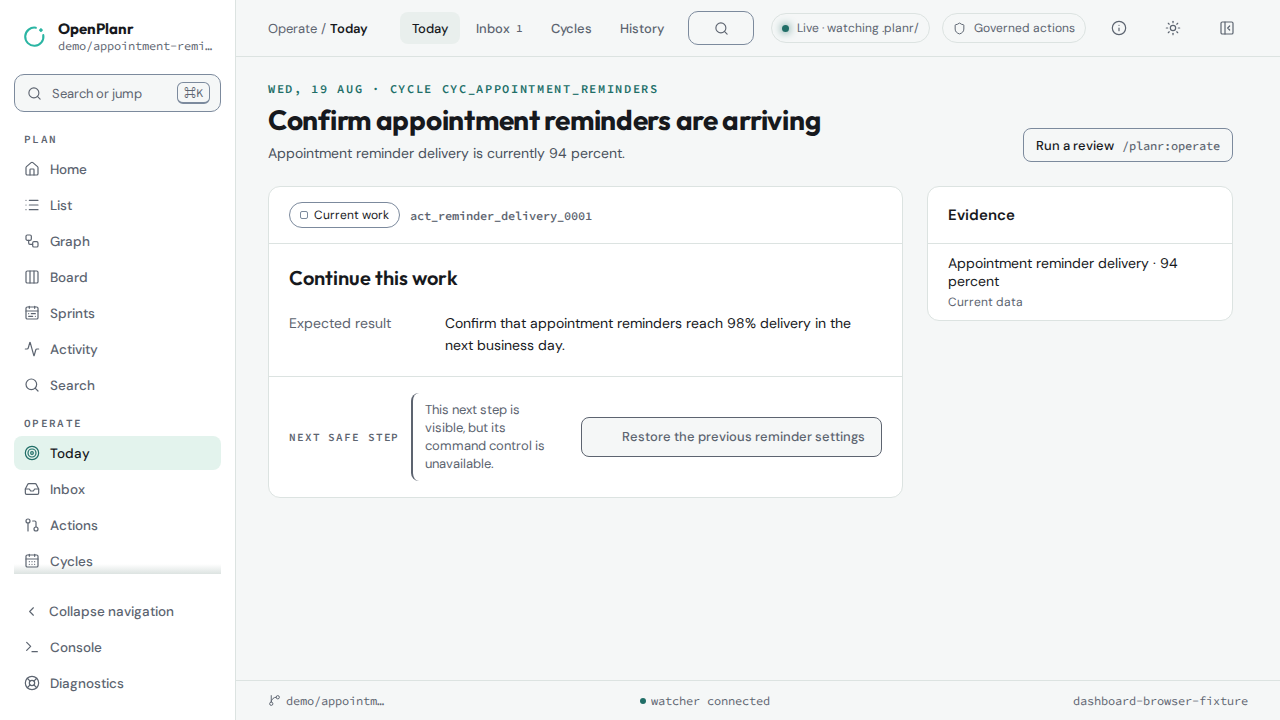 OpenPlanr
demo/appointment-remi…
Search or jump ⌘K
PLAN
Home
List
Graph
Board
Sprints
Activity
Search
OPERATE
Today
Inbox
Actions
Cycles
Collapse navigation
Console
Diagnostics
Operate / Today
Today
Inbox 1
Cycles
History
Live · watching .planr/
Governed actions
WED, 19 AUG · CYCLE CYC_APPOINTMENT_REMINDERS
Confirm appointment reminders are arriving
Appointment reminder delivery is currently 94 percent.
Run a review /planr:operate
Current work act_reminder_delivery_0001
Continue this work
Expected result
Confirm that appointment reminders reach 98% delivery in the
next business day.
NEXT SAFE STEP
This next step is
visible, but its
command control is
unavailable.
Restore the previous reminder settings
Evidence
Appointment reminder delivery · 94
percent
Current data
demo/appointm…
watcher connected
dashboard-browser-fixture